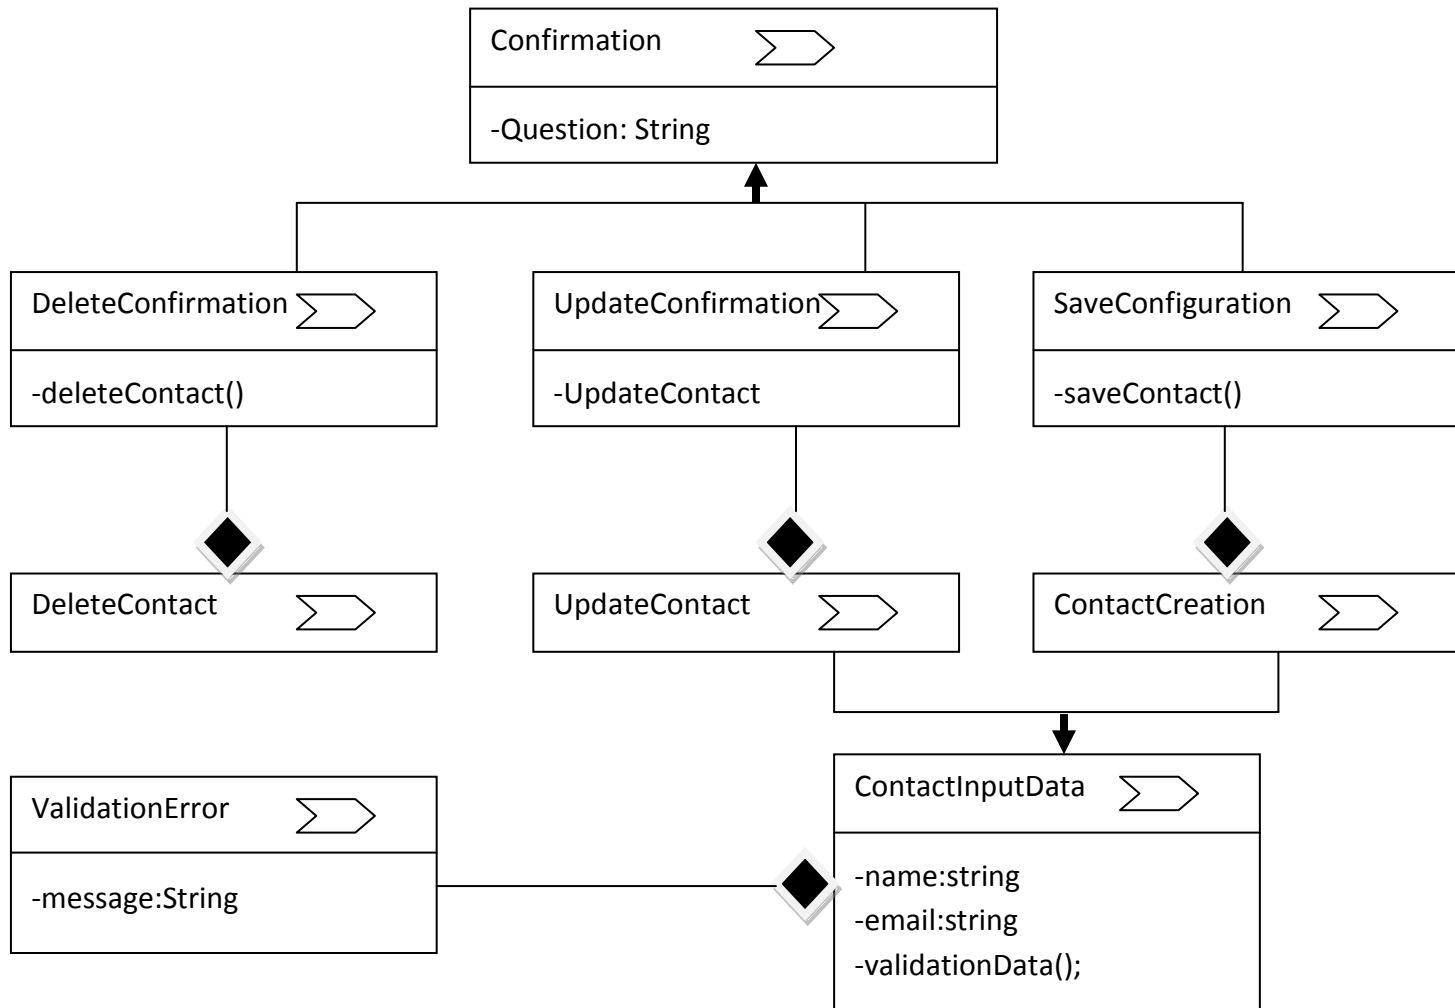 Confirmation
-Question: String
DeleteConfirmation
-deleteContact()
UpdateConfirmation
-UpdateContact
SaveConfiguration
-saveContact()
DeleteContact
UpdateContact
ContactCreation
ValidationError
-message:String
ContactInputData
-name:string
-email:string
-validationData();